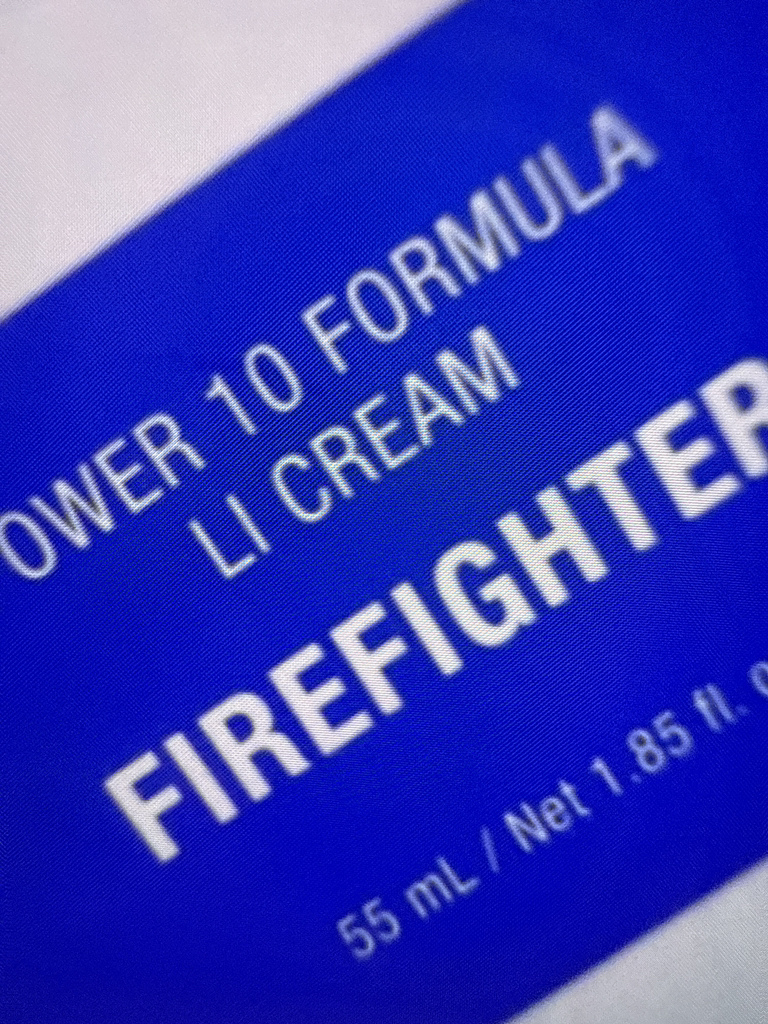 OWER 10 FORMULA
LI CREAM
FIREFIGHTER
55 mL / Net 1.85 fl. o